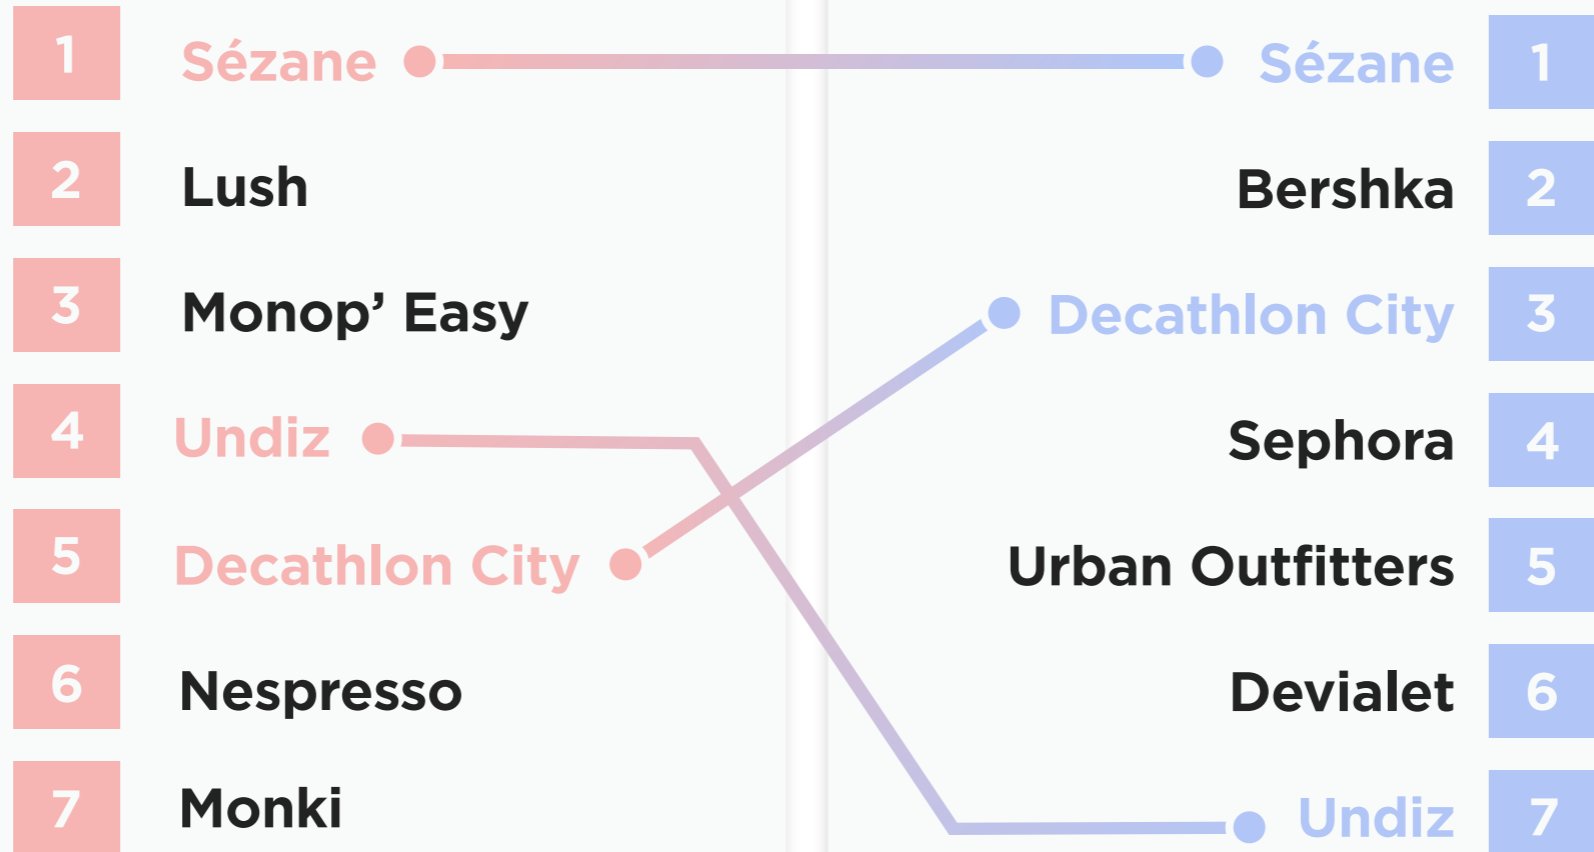 1 Sézane Sézane 1
2 Lush Bershka 2
3 Monop’ Easy Decathlon City 3
4 Undiz Sephora 4
5 Decathlon City Urban Outfitters 5
6 Nespresso Devialet 6
7 Monki Undiz 7